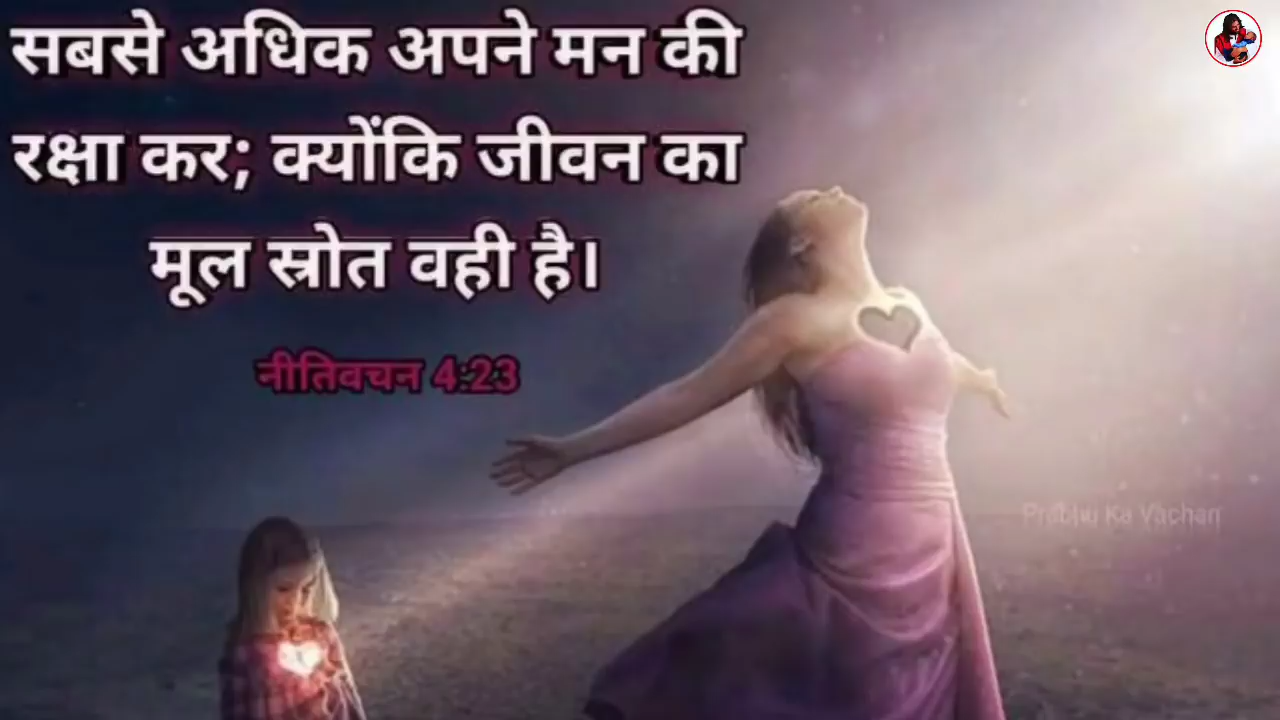 सबसे अधिक अपने मन की
रक्षा कर; क्योंकि जीवन का
मूल स्रोत वही है।
नीतिवचन 4:23
Prabhu Ka Vachan